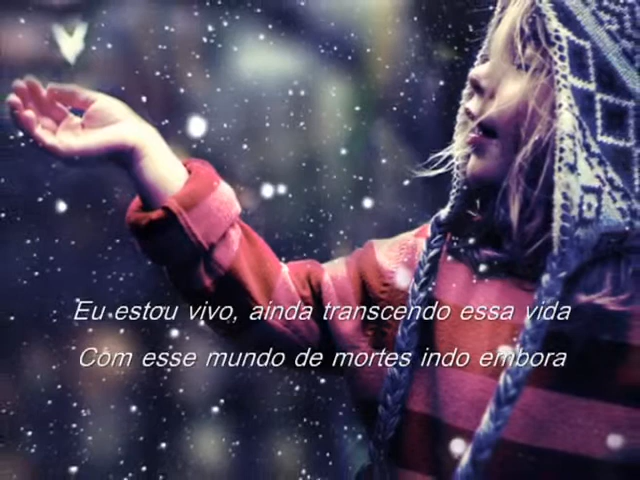 Eu estou vivo, ainda transcendo essa vida
Com esse mundo de mortes indo embora